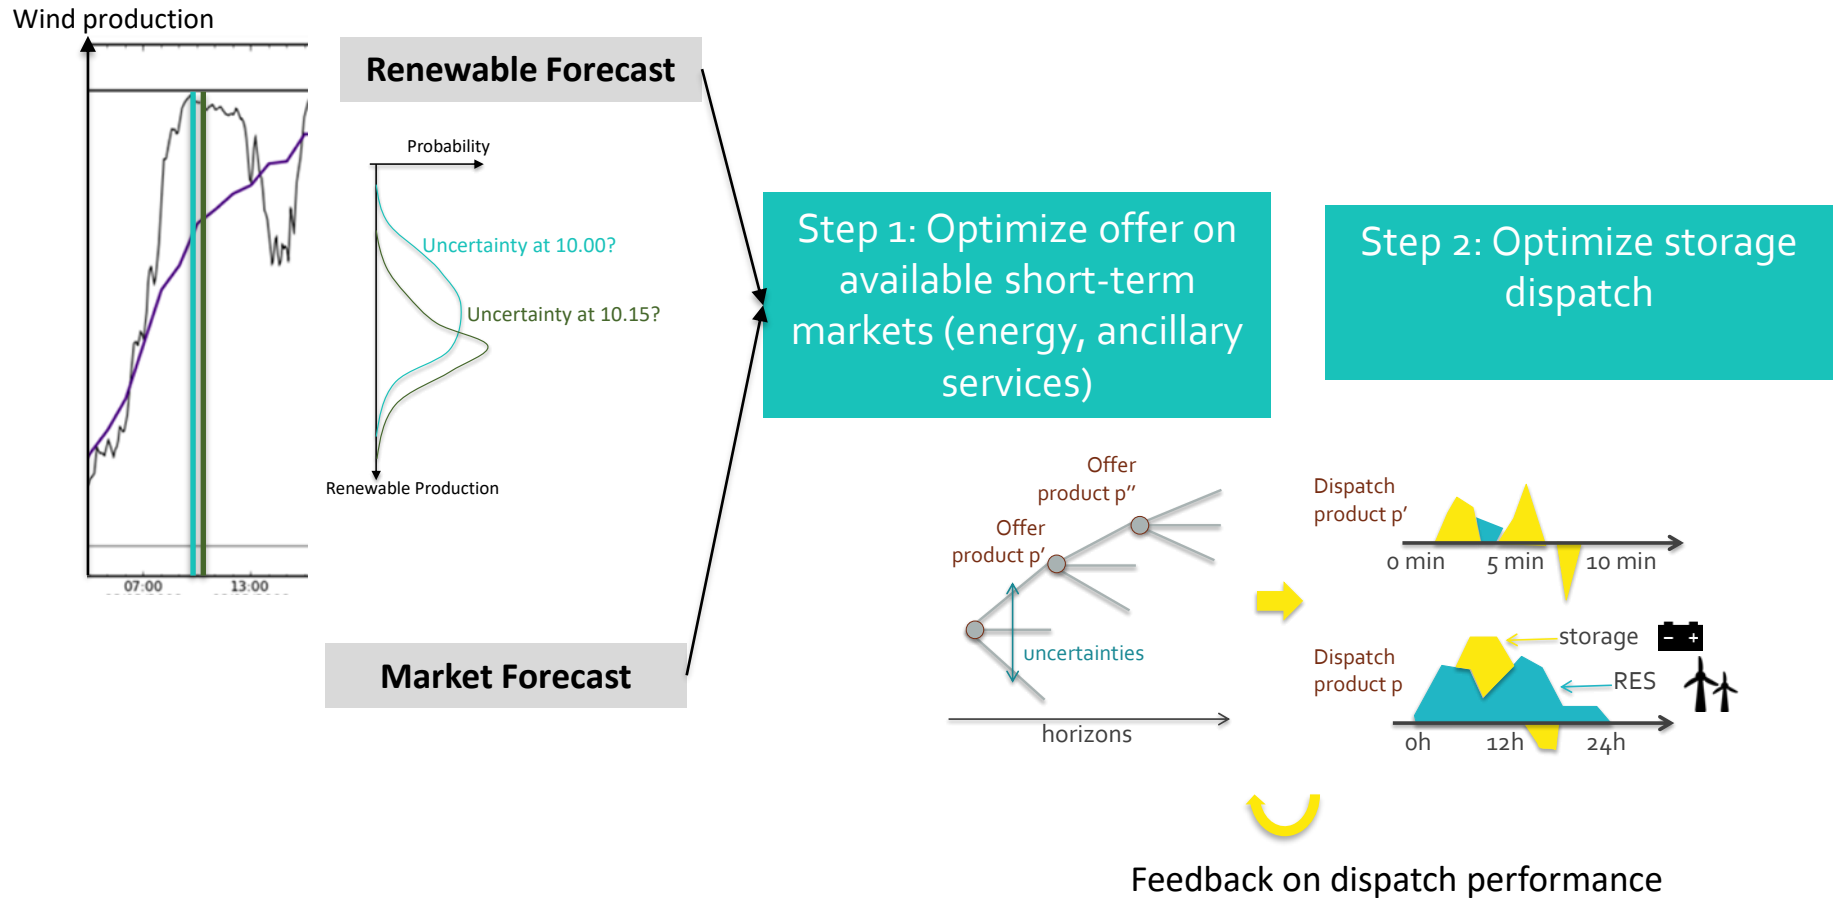 Wind production
07:00
13:00
Renewable Forecast
Probability
Uncertainty at 10.00?
Uncertainty at 10.15?
Renewable Production
Market Forecast
Step 1: Optimize offer on
available short-term
markets (energy, ancillary
services)
Step 2: Optimize storage
dispatch
Offer
product p''
Offer
product p'
uncertainties
horizons
Dispatch
product p'
0 min
5 min
10 min
storage
Dispatch
product p
RES
0h
12h
24h
Feedback on dispatch performance